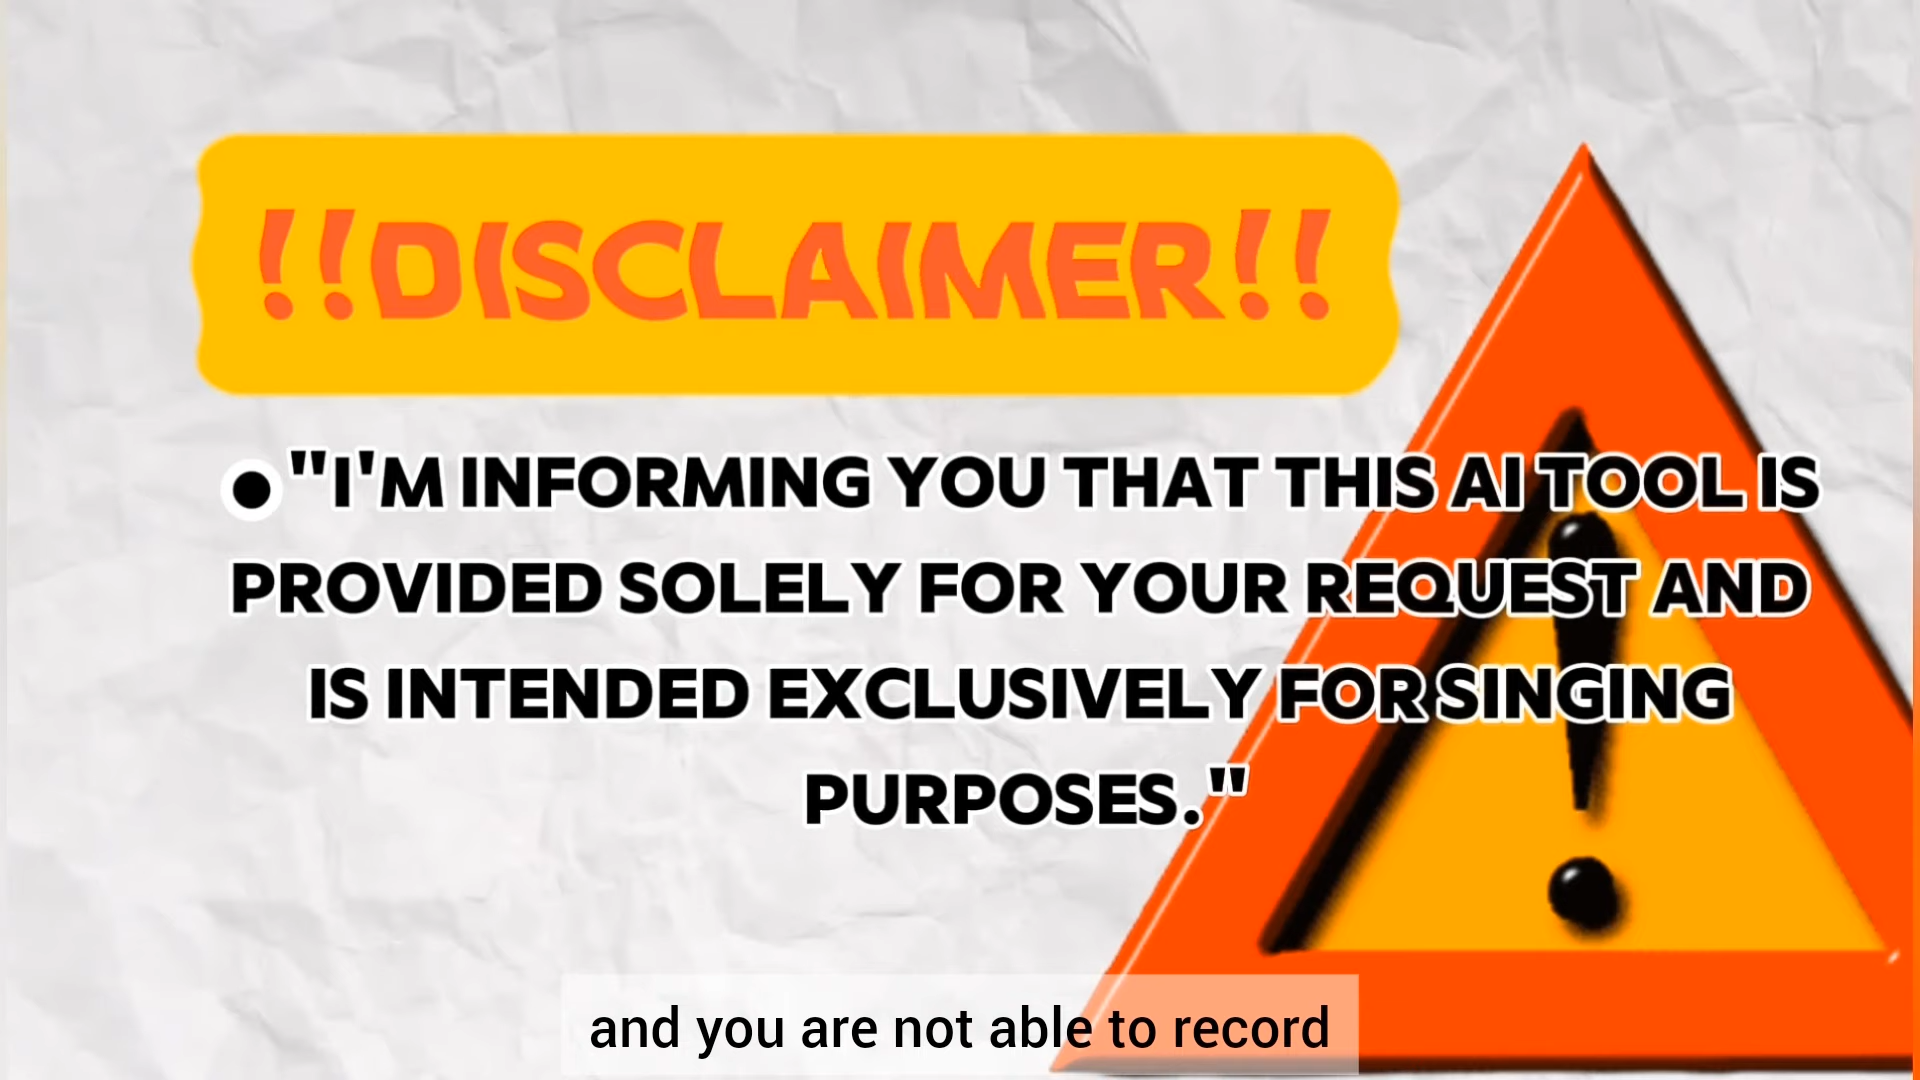 !!DISCLAIMER!!
•"I'M INFORMING YOU THAT THIS AI TOOL IS
PROVIDED SOLELY FOR YOUR REQUEST AND
IS INTENDED EXCLUSIVELY FOR SINGING
PURPOSES."
and you are not able to record